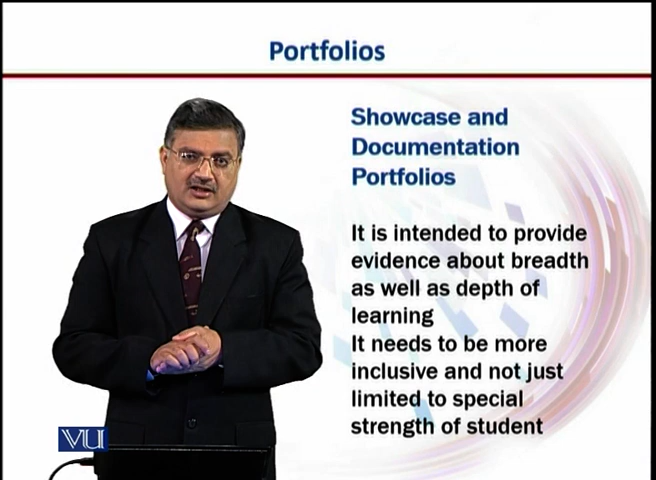 Portfolios
Showcase and
Documentation
Portfolios
It is intended to provide
evidence about breadth
as well as depth of
learning
It needs to be more
inclusive and not just
limited to special
strength of student
VU